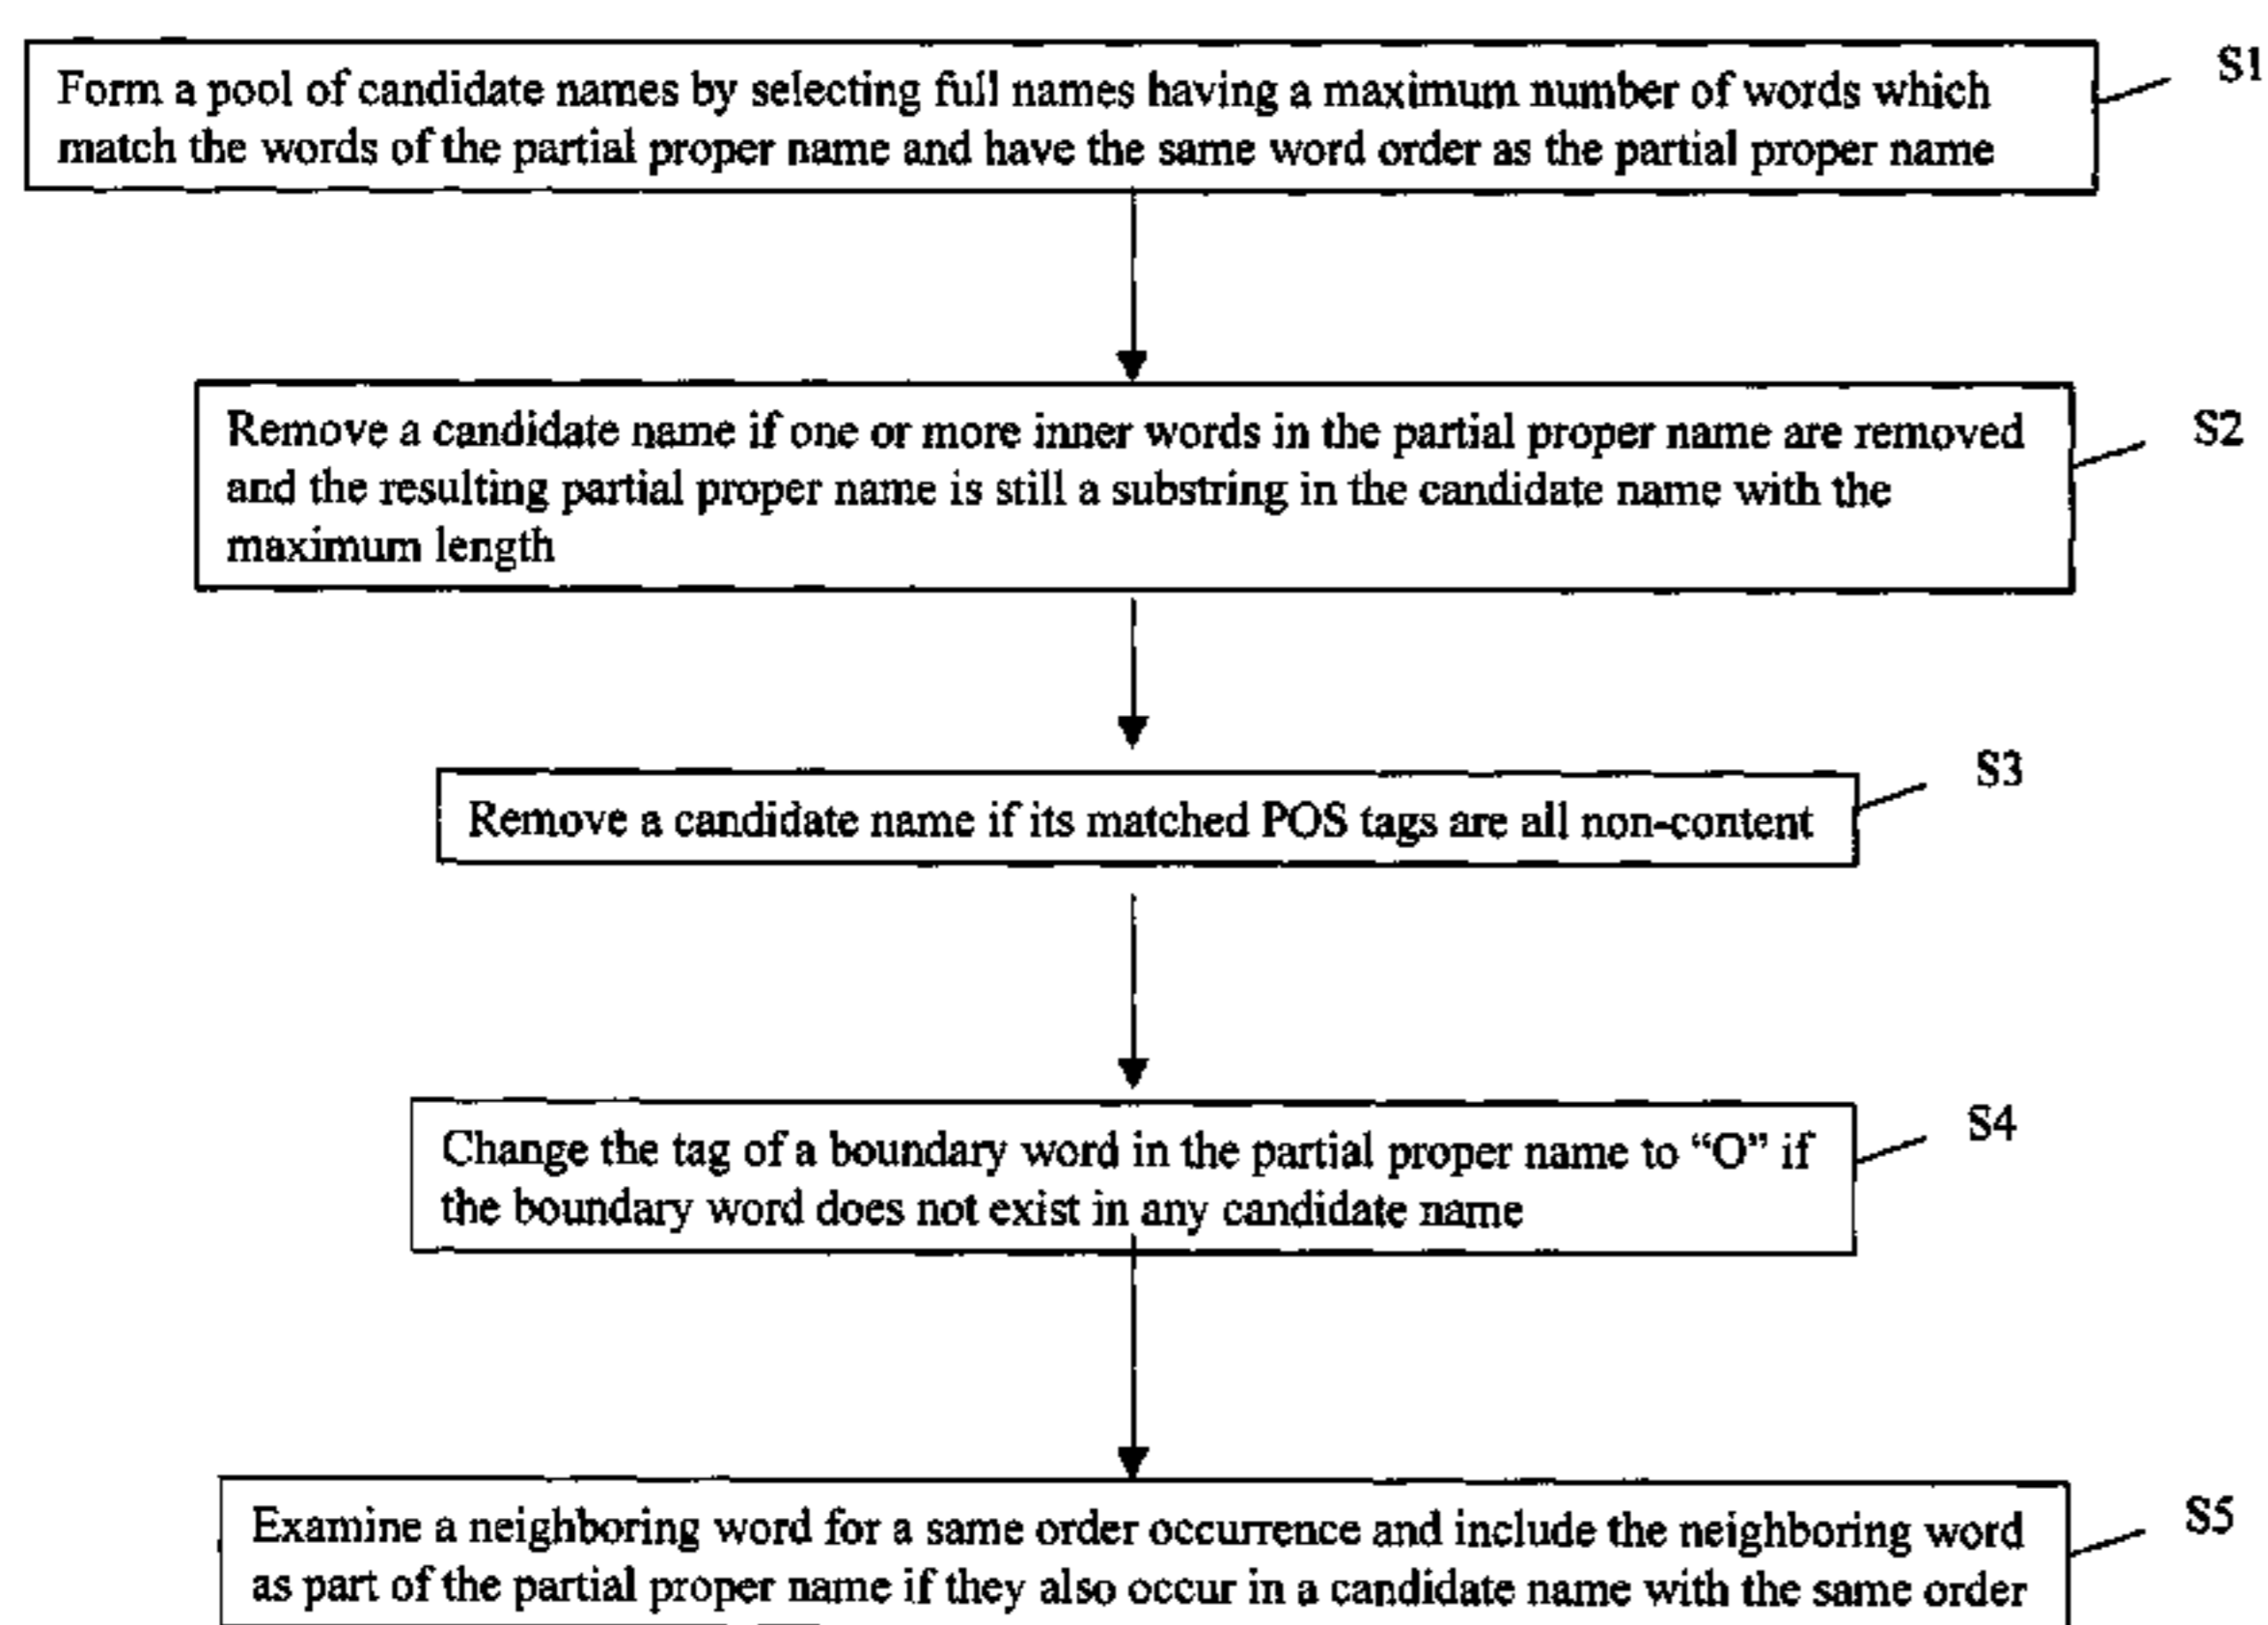 Form a pool of candidate names by selecting full names having a maximum number of words which
match the words of the partial proper name and have the same word order as the partial proper name
S1
Remove a candidate name if one or more inner words in the partial proper name are removed
and the resulting partial proper name is still a substring in the candidate name with the
maximum length
S2
Remove a candidate name if its matched POS tags are all non-content
S3
Change the tag of a boundary word in the partial proper name to “O” if
the boundary word does not exist in any candidate name
S4
Examine a neighboring word for a same order occurrence and include the neighboring word
as part of the partial proper name if they also occur in a candidate name with the same order
S5